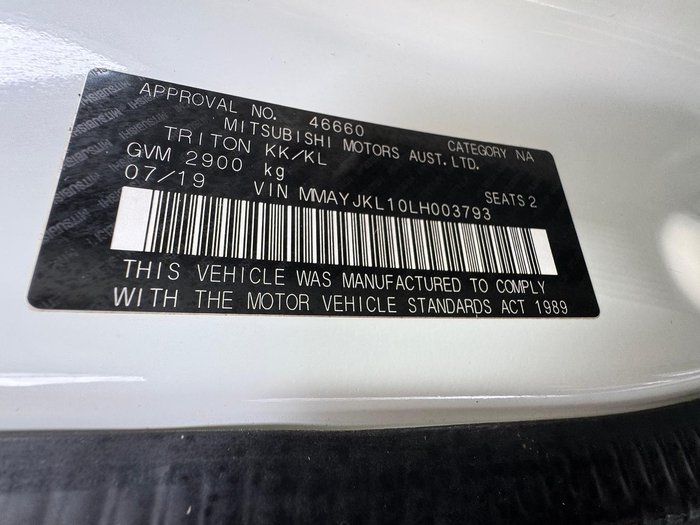 APPROVAL NO. 46660 CATEGORY NA
MITSUBISHI MOTORS AUST. LTD.
TRITON KK/KL
GVM 2900 kg SEATS 2
07/19 VIN MMAYJKL10LH003793
THIS VEHICLE WAS MANUFACTURED TO COMPLY
WITH THE MOTOR VEHICLE STANDARDS ACT 1989